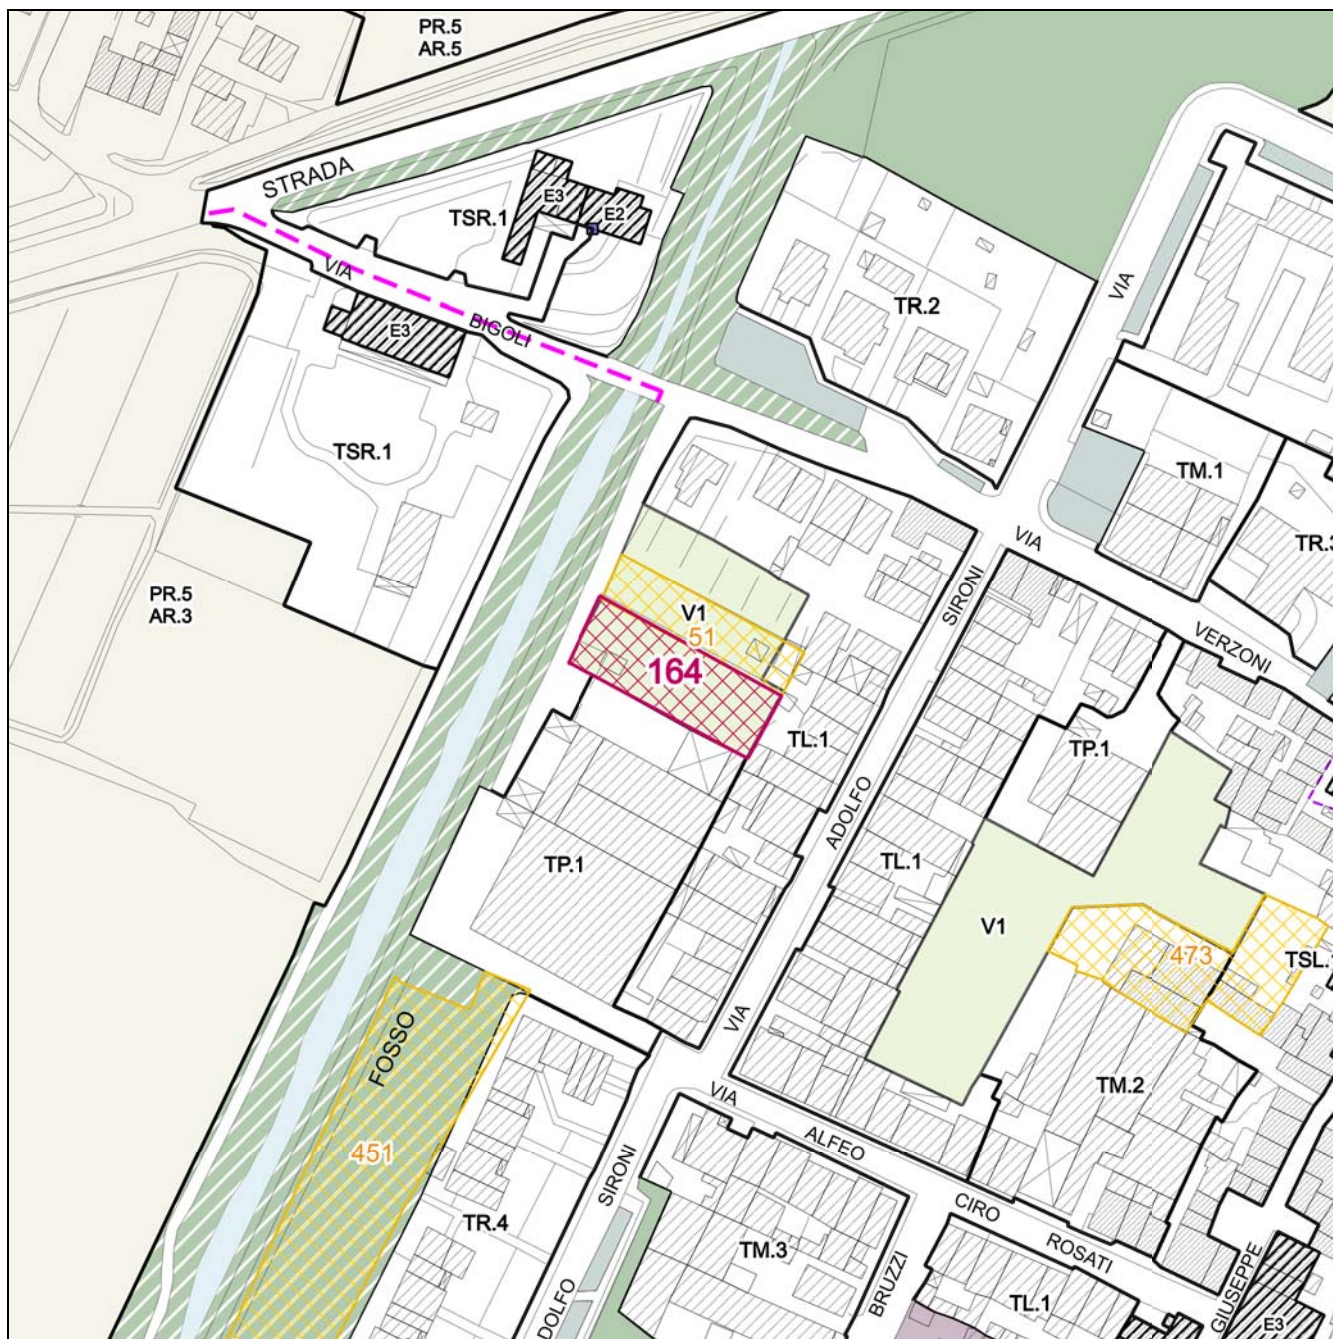 PR.5
AR.5
STRADA
TSR.1
E3
E2
VIA
BIGOLI
E3
TSR.1
TR.2
VIA
TM.1
TR.3
VIA
VERZONI
PR.5
AR.3
V1
51
164
SIRONI
TL.1
ADOLFO
VIA
TP.1
TL.1
TP.1
V1
473
TSL.
FOSSO
451
TM.2
VIA
ALFEO
CIRO
ROSATI
SIRONI
TR.4
TM.3
BRUZZI
GIUSEPPE
TL.1
E3